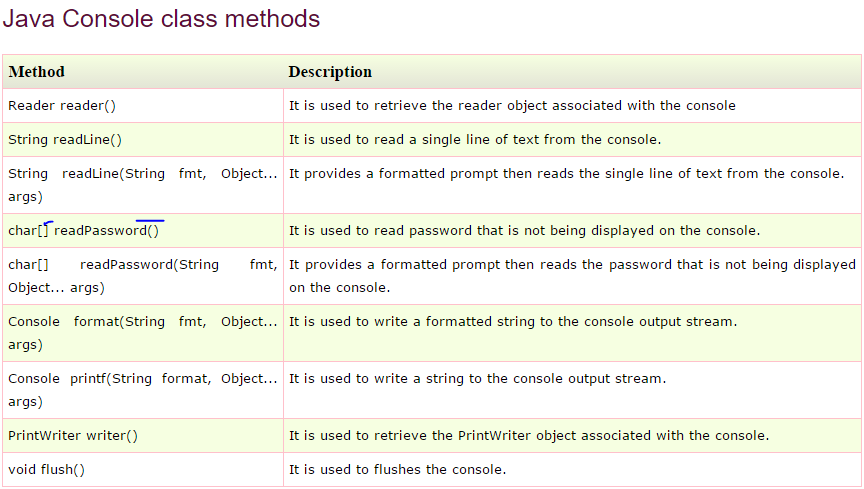 Java Console class methods
Method Description
Reader reader() It is used to retrieve the reader object associated with the console
String readLine() It is used to read a single line of text from the console.
String readLine(String fmt, Object... It provides a formatted prompt then reads the single line of text from the console.
args)
char[] readPassword() It is used to read password that is not being displayed on the console.
char[] readPassword(String fmt, It provides a formatted prompt then reads the password that is not being displayed
Object... args) on the console.
Console format(String fmt, Object... It is used to write a formatted string to the console output stream.
args)
Console printf(String format, Object... It is used to write a string to the console output stream.
args)
PrintWriter writer() It is used to retrieve the PrintWriter object associated with the console.
void flush() It is used to flushes the console.